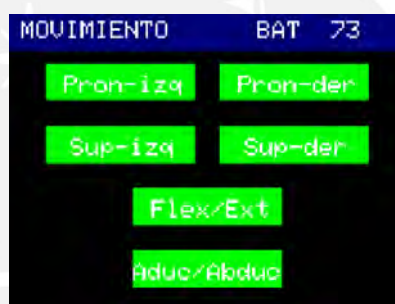 MOVIMIENTO BAT 73
Pron-izq Pron-der
Sup-izq Sup-der
Flex/Ext
Aduc/Abduc